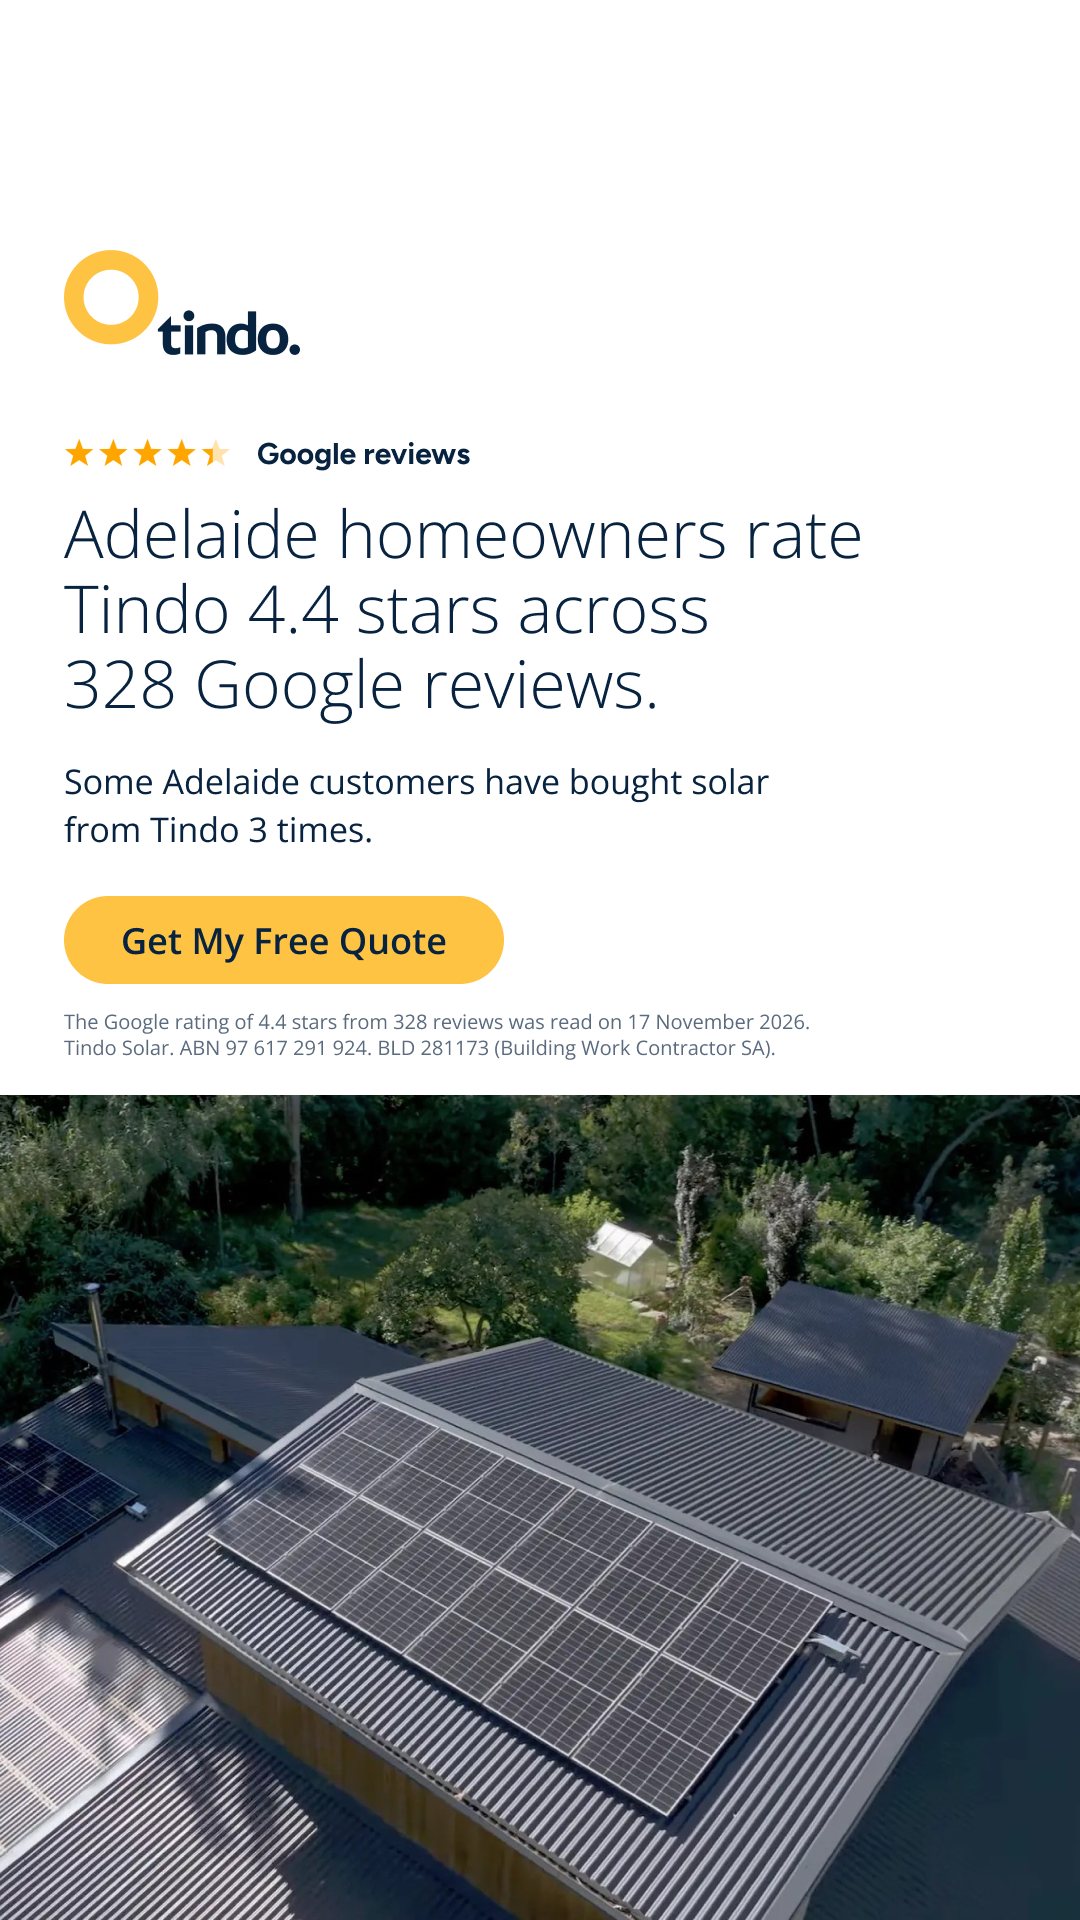 tindo.
Google reviews
Adelaide homeowners rate
Tindo 4.4 stars across
328 Google reviews.
Some Adelaide customers have bought solar
from Tindo 3 times.
Get My Free Quote
The Google rating of 4.4 stars from 328 reviews was read on 17 November 2026.
Tindo Solar. ABN 97 617 291 924. BLD 281173 (Building Work Contractor SA).